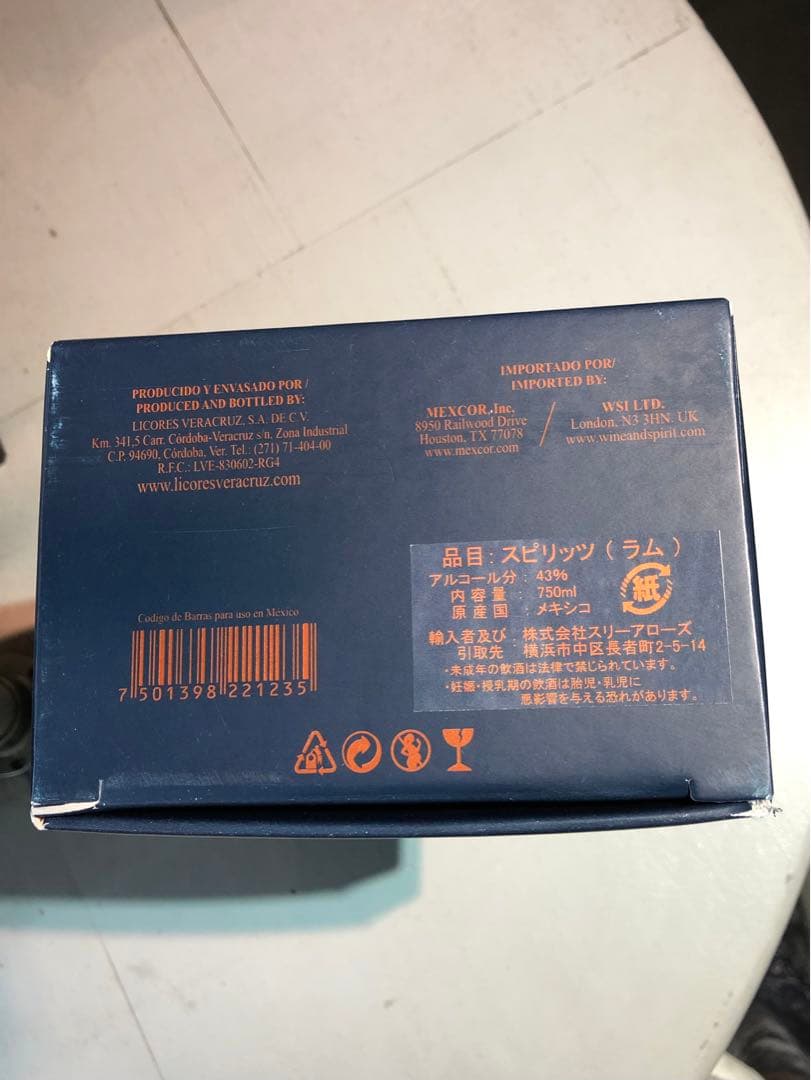 PRODUCIDO Y ENVASADO POR /
PRODUCED AND BOTTLED BY:
LICORES VERACRUZ, S.A. DE C.V.
Km. 341,5 Carr. Córdoba-Veracruz s/n. Zona Industrial
C.P. 94690, Córdoba, Ver. Tel.: (271) 71-404-00
R.F.C.: LVE-830602-RG4
www.licoresveracruz.com
IMPORTADO POR/
IMPORTED BY:
MEXCOR, Inc.
8950 Railwood Drive
Houston, TX 77078
www.mexcor.com
/
WSI LTD.
London. N3 3HN. UK
www.wineandspirit.com
品目：スピリッツ（ラム）
アルコール分：43%
内容量：750ml
原産国：メキシコ
紙
輸入者及び：株式会社スリーアローズ
引取先 横浜市中区長者町2-5-14
・未成年の飲酒は法律で禁じられています。
・妊娠・授乳期の飲酒は胎児・乳児に
悪影響を与える恐れがあります。
Codigo de Barras para uso en Mexico
7 501398 221235